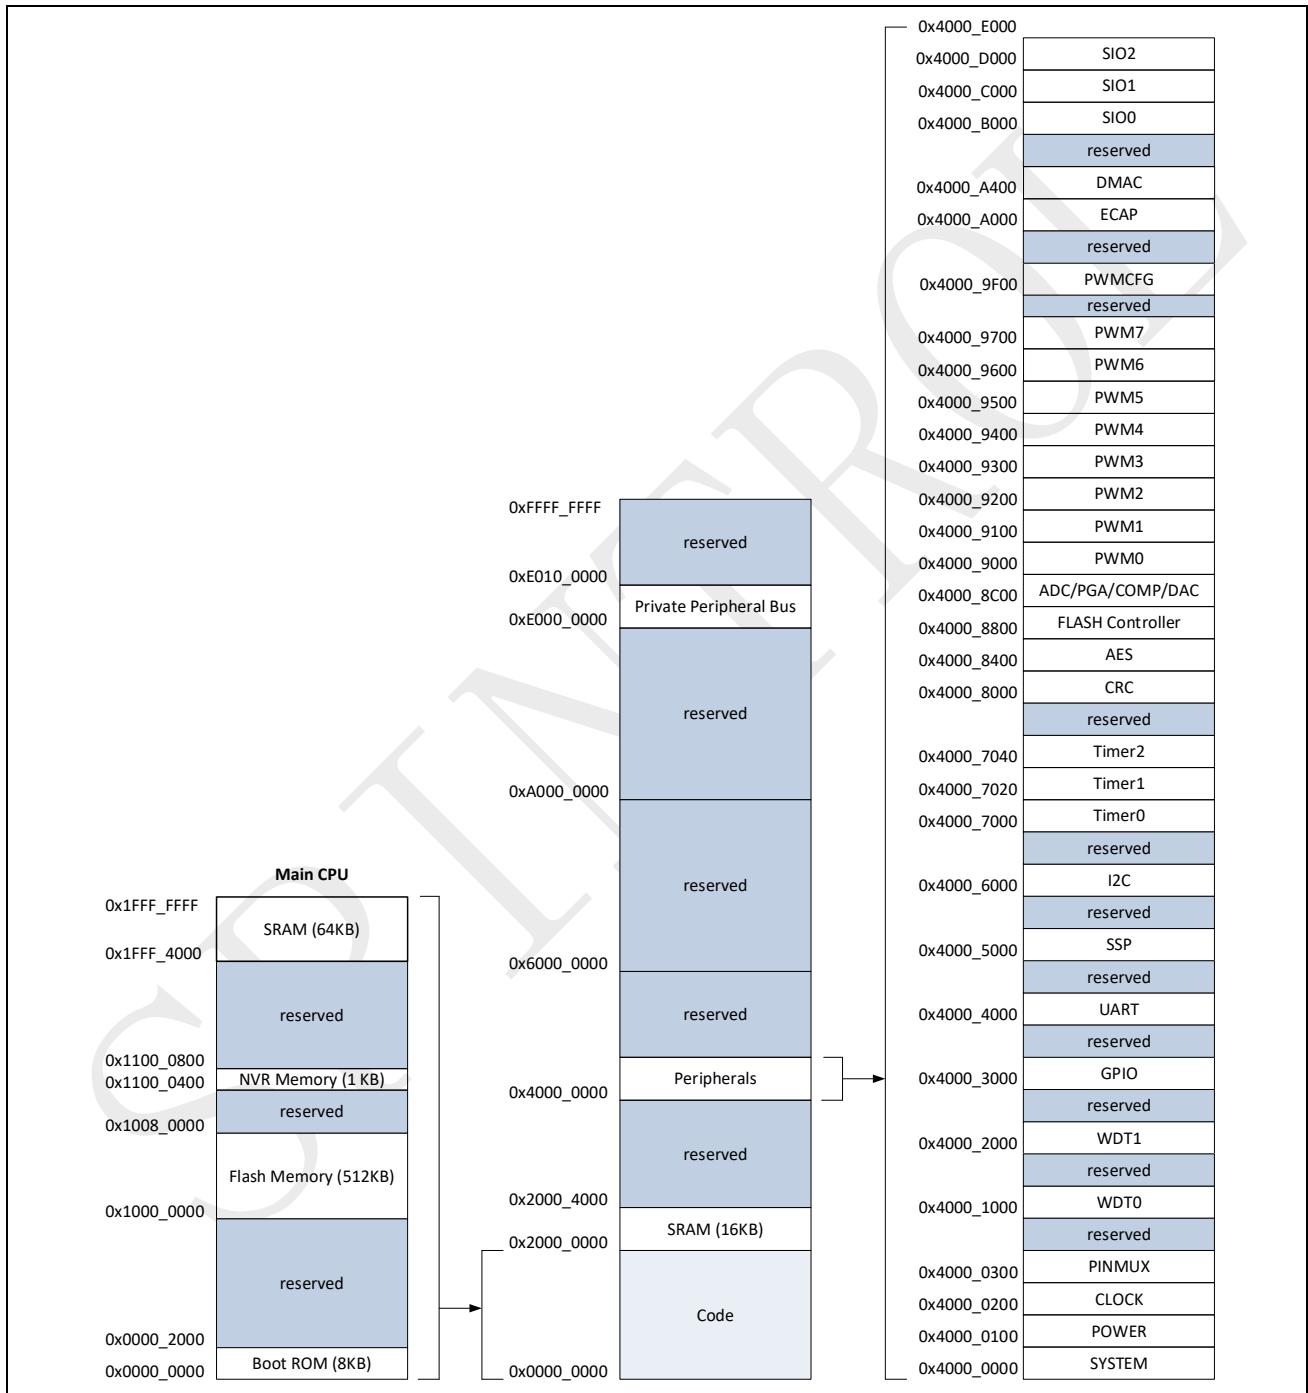 Main CPU
0x1FFF_FFFF
SRAM (64KB)
0x1FFF_4000
reserved
0x1100_0800
NVR Memory (1 KB)
0x1100_0400
reserved
0x1008_0000
Flash Memory (512KB)
0x1000_0000
reserved
0x0000_2000
Boot ROM (8KB)
0x0000_0000
0xFFFF_FFFF
reserved
0xE010_0000
Private Peripheral Bus
0xE000_0000
reserved
0xA000_0000
reserved
0x6000_0000
reserved
Peripherals
0x4000_0000
reserved
0x2000_4000
SRAM (16KB)
0x2000_0000
Code
0x0000_0000
0x4000_E000
0x4000_D000 SIO2
0x4000_C000 SIO1
0x4000_B000 SIO0
reserved
0x4000_A400 DMAC
0x4000_A000 ECAP
reserved
0x4000_9F00 PWMCFG
reserved
0x4000_9700 PWM7
0x4000_9600 PWM6
0x4000_9500 PWM5
0x4000_9400 PWM4
0x4000_9300 PWM3
0x4000_9200 PWM2
0x4000_9100 PWM1
0x4000_9000 PWM0
0x4000_8C00 ADC/PGA/COMP/DAC
0x4000_8800 FLASH Controller
0x4000_8400 AES
0x4000_8000 CRC
reserved
0x4000_7040 Timer2
0x4000_7020 Timer1
0x4000_7000 Timer0
reserved
0x4000_6000 I2C
reserved
0x4000_5000 SSP
reserved
0x4000_4000 UART
reserved
0x4000_3000 GPIO
reserved
0x4000_2000 WDT1
reserved
0x4000_1000 WDT0
reserved
0x4000_0300 PINMUX
0x4000_0200 CLOCK
0x4000_0100 POWER
0x4000_0000 SYSTEM
SPINTROL